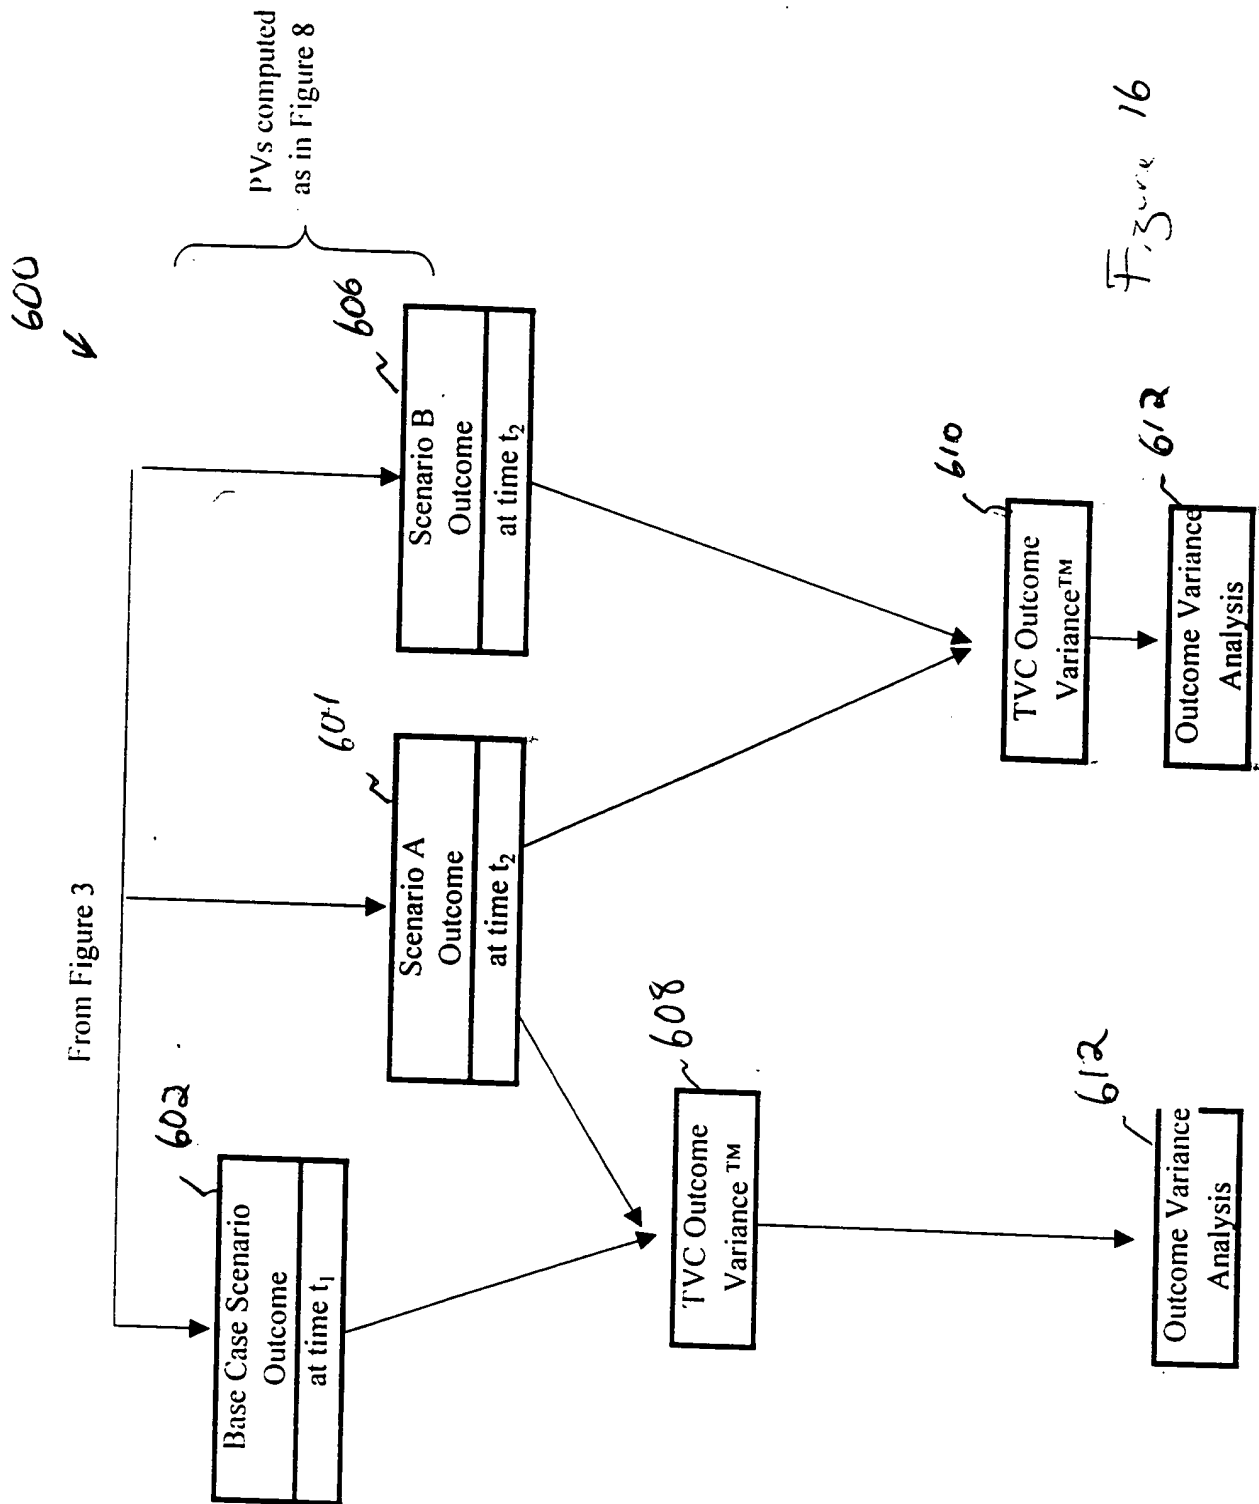 600
From Figure 3
PVs computed
as in Figure 8
602
Base Case Scenario
Outcome
at time t₁
601
Scenario A
Outcome
at time t₂
606
Scenario B
Outcome
at time t₂
608
TVC Outcome
Variance™
610
TVC Outcome
Variance™
612
Outcome Variance
Analysis
612
Outcome Variance
Analysis
Figure 16